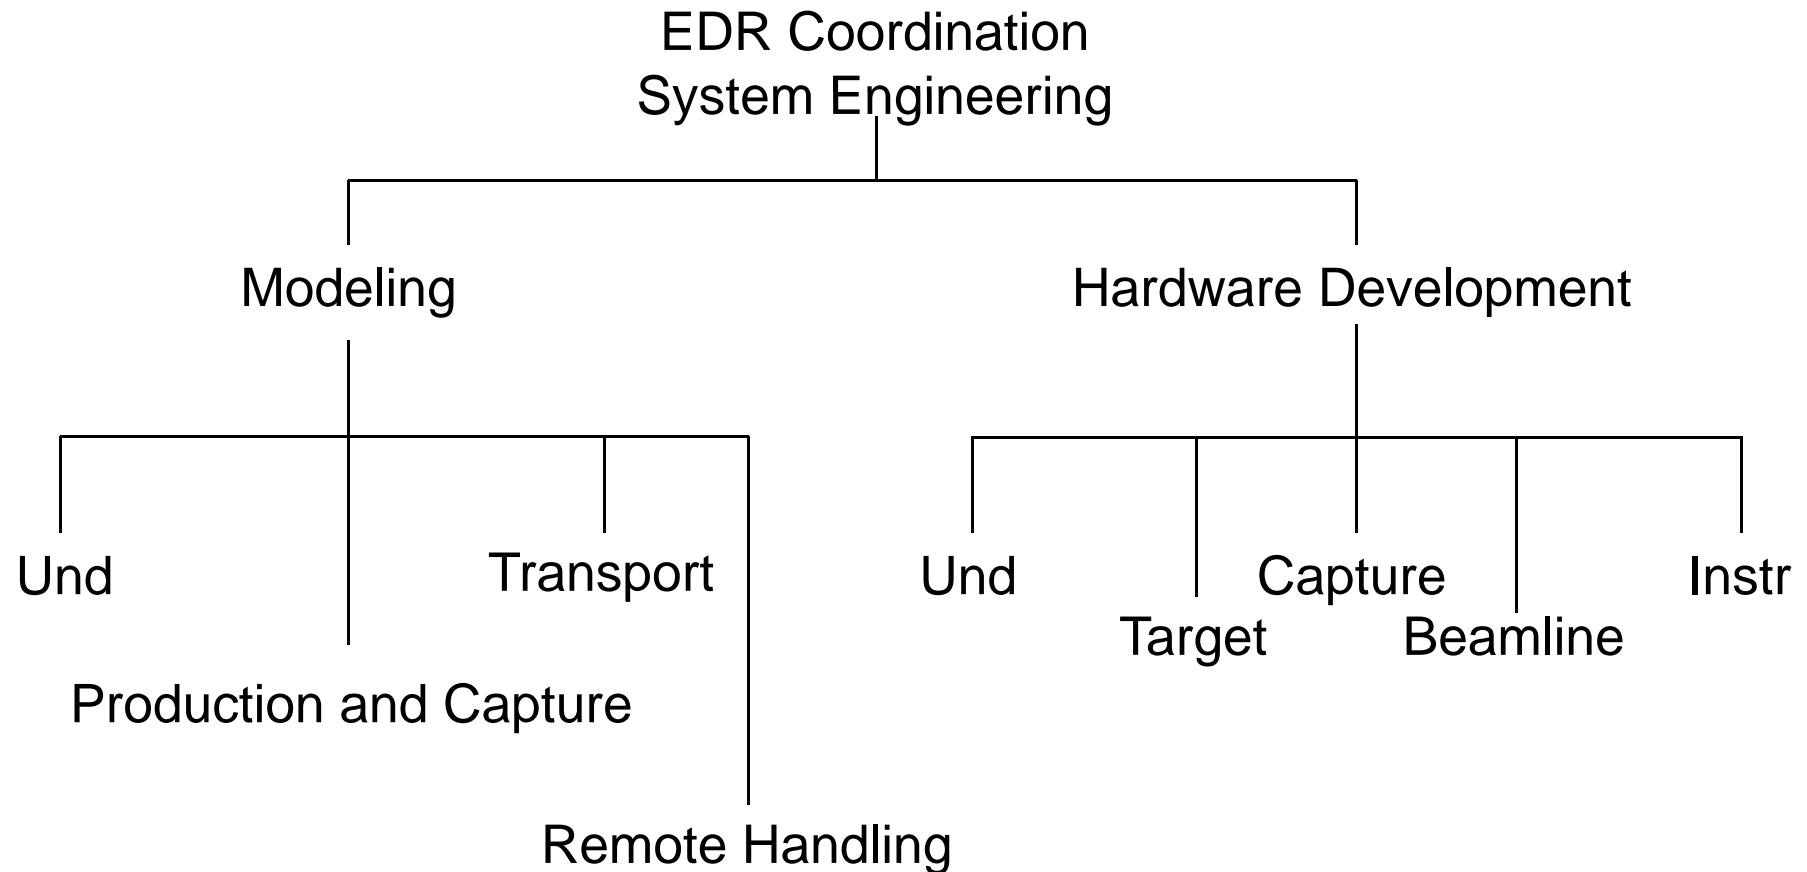 EDR Coordination
System Engineering
Modeling
Hardware Development
Und
Transport
Und
Capture
Instr
Target
Beamline
Production and Capture
Remote Handling